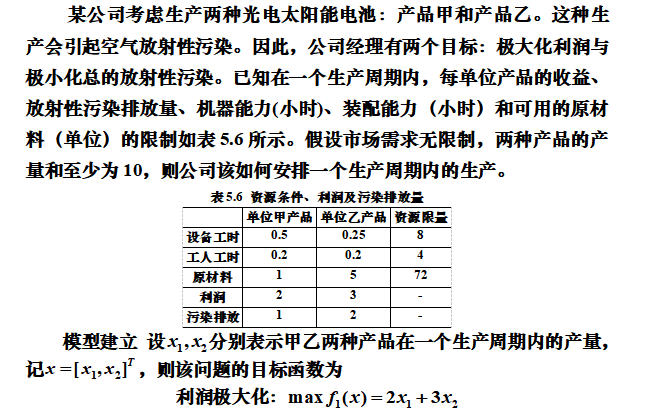 某公司考虑生产两种光电太阳能电池：产品甲和产品乙。这种生
产会引起空气放射性污染。因此，公司经理有两个目标：极大化利润与
极小化总的放射性污染。已知在一个生产周期内，每单位产品的收益、
放射性污染排放量、机器能力(小时)、装配能力（小时）和可用的原材
料（单位）的限制如表 5.6 所示。假设市场需求无限制，两种产品的产
量和至少为 10，则公司该如何安排一个生产周期内的生产。
表 5.6 资源条件、利润及污染排放量
单位甲产品 单位乙产品 资源限量
设备工时 0.5 0.25 8
工人工时 0.2 0.2 4
原材料 1 5 72
利润 2 3 -
污染排放 1 2 -
模型建立 设 x₁, x₂ 分别表示甲乙两种产品在一个生产周期内的产量，
记 x = [x₁, x₂]ᵀ，则该问题的目标函数为
利润极大化：max f₁(x) = 2x₁ + 3x₂